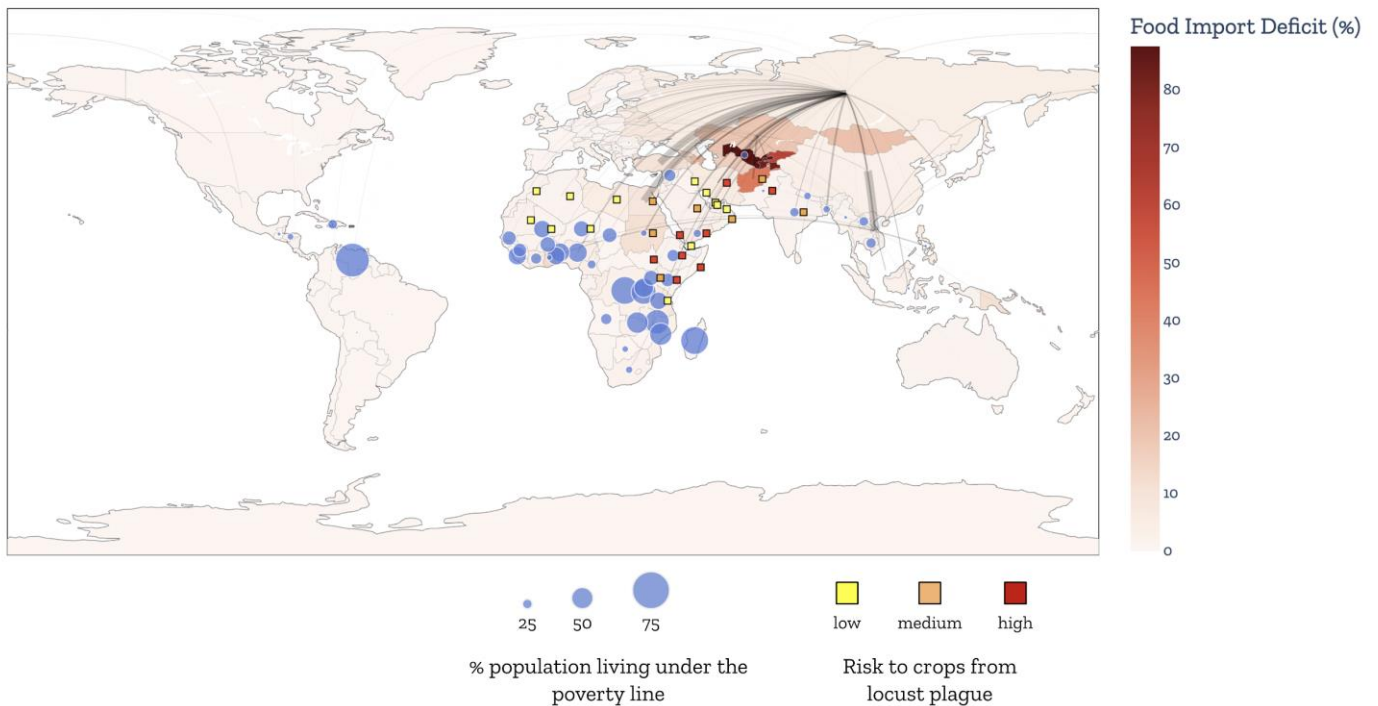 Food Import Deficit (%)
80
70
60
50
40
30
20
10
0
25 50 75
low medium high
% population living under the
poverty line
Risk to crops from
locust plague